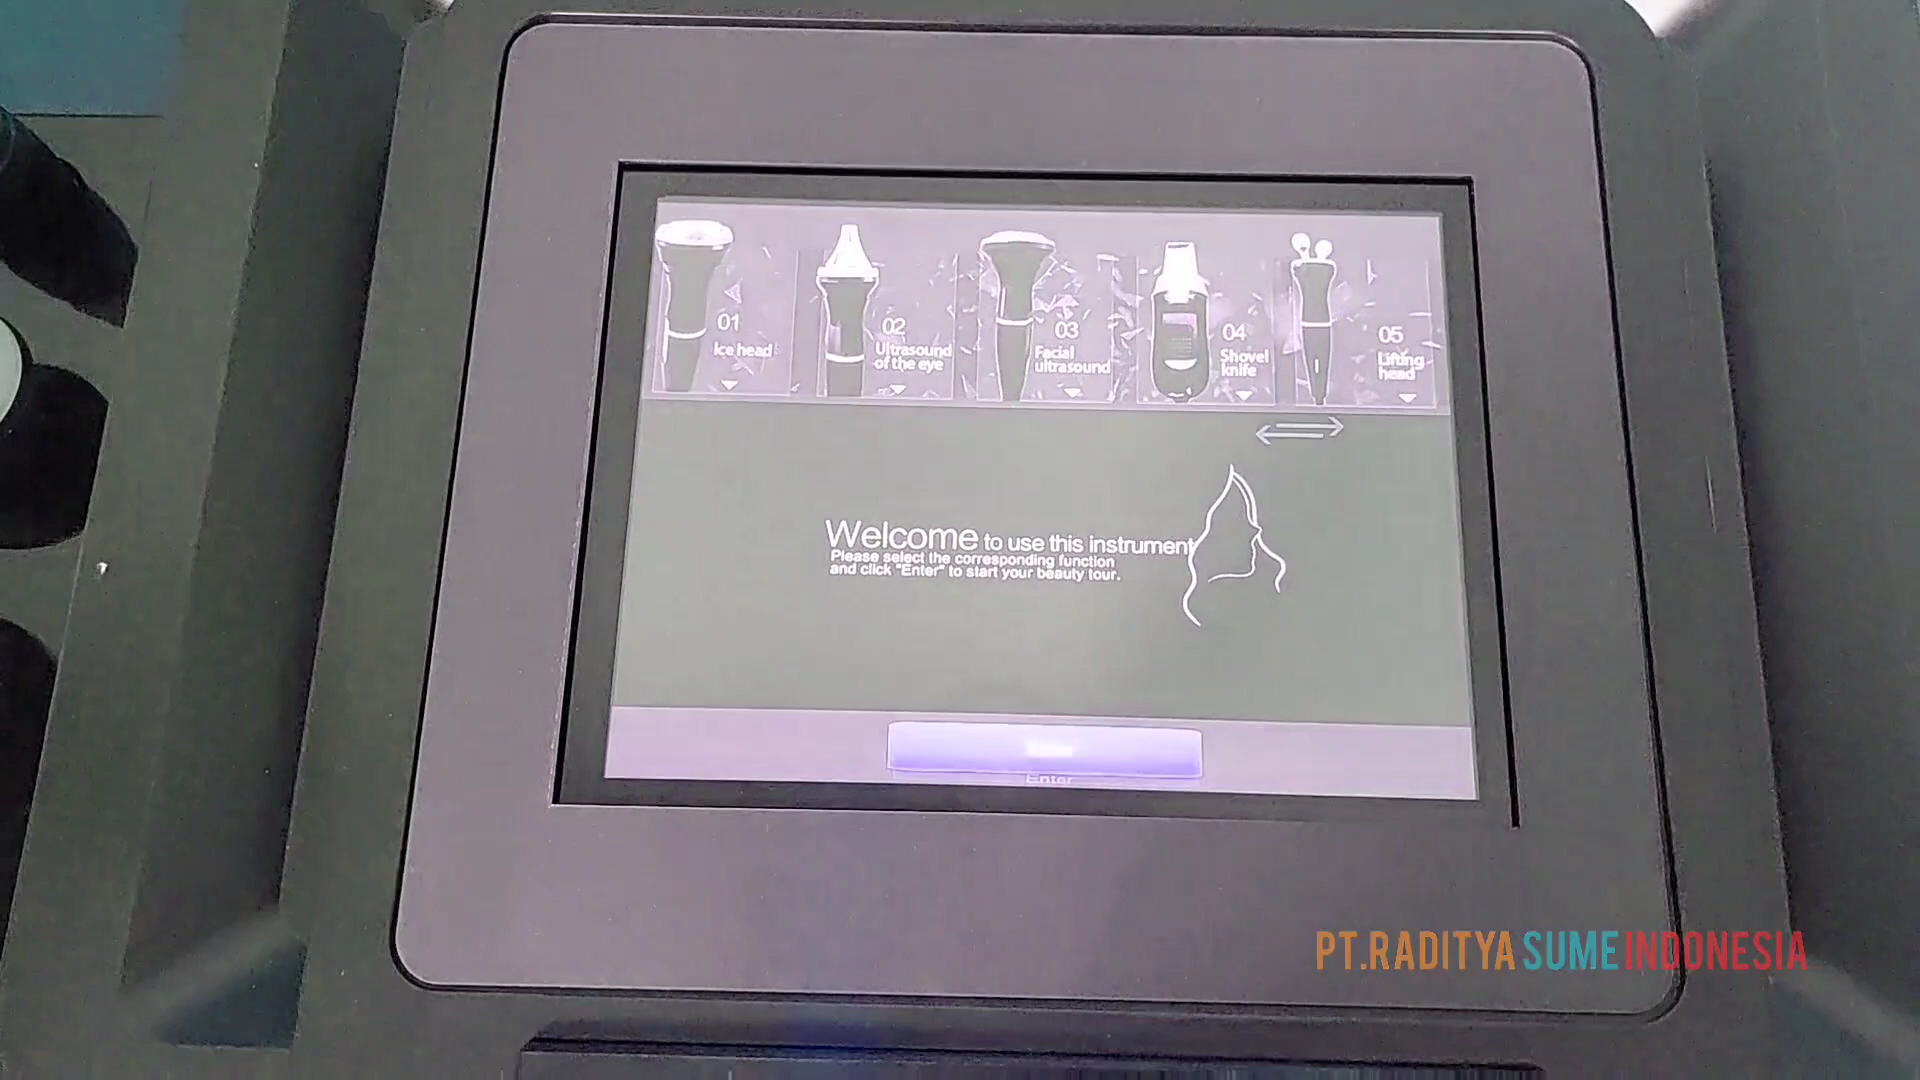 01
Ice head
02
Ultrasound
of the eye
03
Facial
ultrasound
04
Shovel
knife
05
Lifting
head
Welcome to use this instrument
Please select the corresponding function
and click "Enter" to start your beauty tour.
Enter
PT.RADITYA SUME INDONESIA